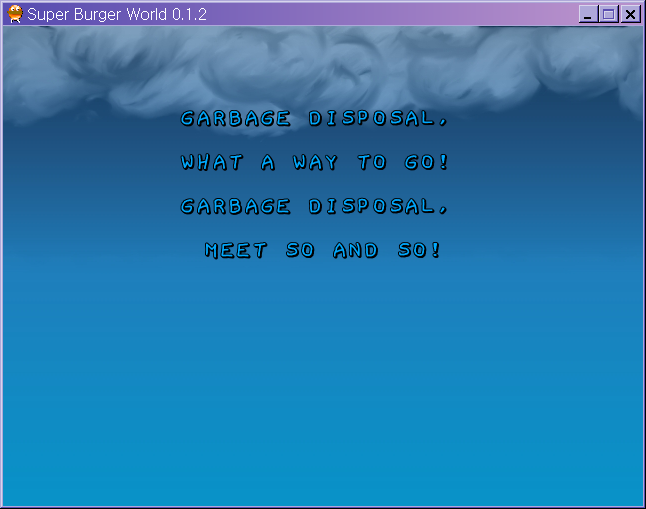 Super Burger World 0.1.2
GARBAGE DISPOSAL,
WHAT A WAY TO GO!
GARBAGE DISPOSAL,
MEET SO AND SO!